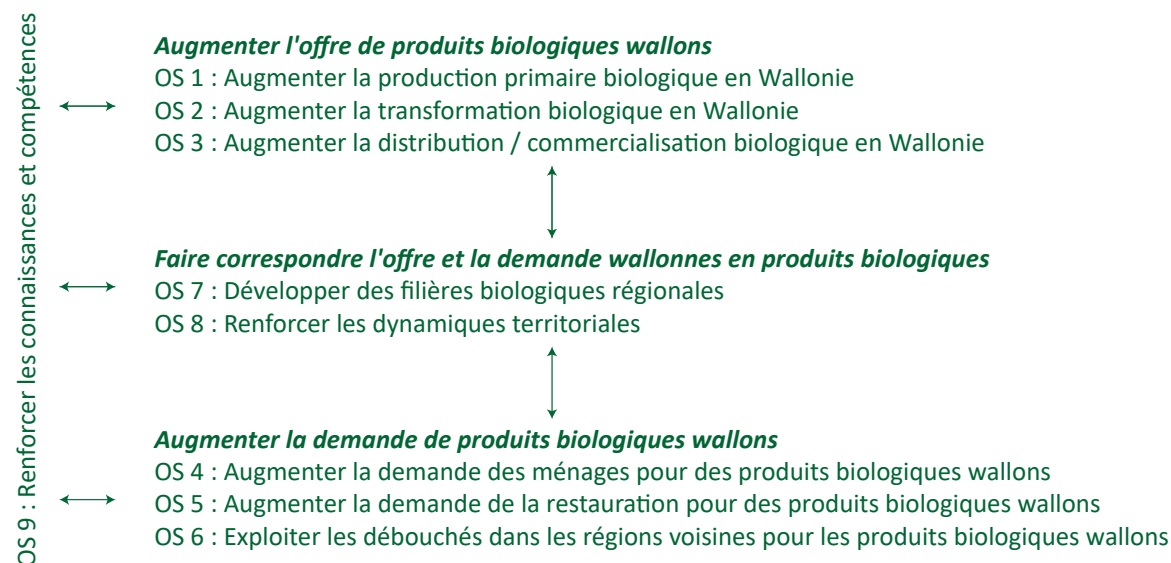 OS 9 : Renforcer les connaissances et compétences
Augmenter l'offre de produits biologiques wallons
OS 1 : Augmenter la production primaire biologique en Wallonie
OS 2 : Augmenter la transformation biologique en Wallonie
OS 3 : Augmenter la distribution / commercialisation biologique en Wallonie
Faire correspondre l'offre et la demande wallonnes en produits biologiques
OS 7 : Développer des filières biologiques régionales
OS 8 : Renforcer les dynamiques territoriales
Augmenter la demande de produits biologiques wallons
OS 4 : Augmenter la demande des ménages pour des produits biologiques wallons
OS 5 : Augmenter la demande de la restauration pour des produits biologiques wallons
OS 6 : Exploiter les débouchés dans les régions voisines pour les produits biologiques wallons